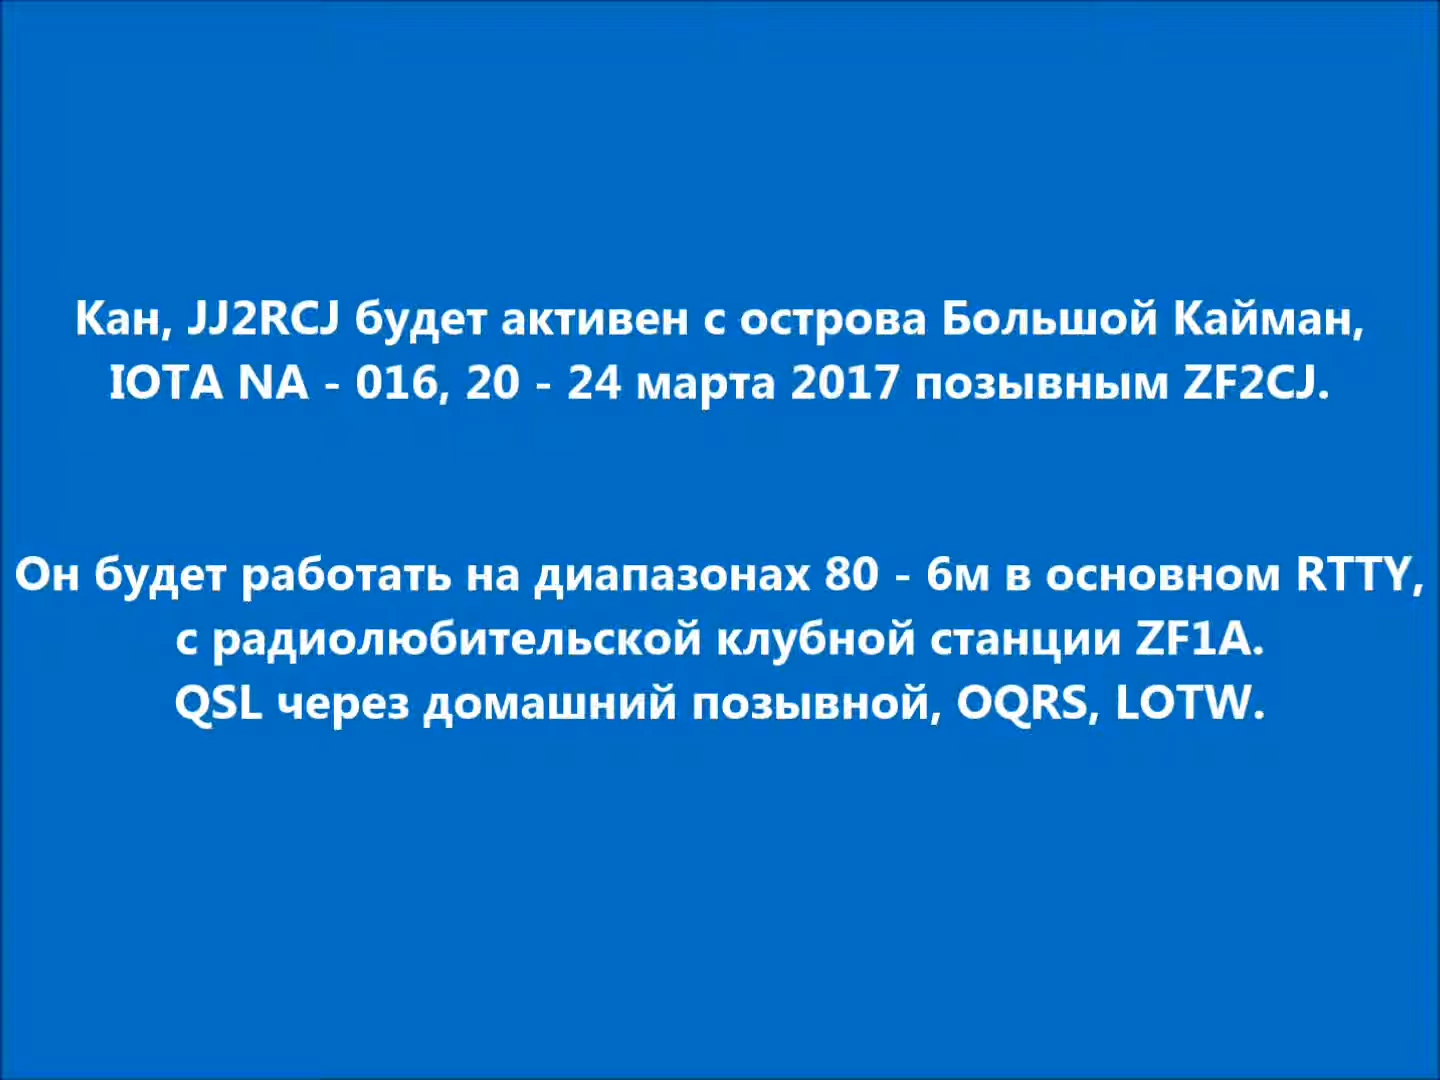 Кан, JJ2RCJ будет активен с острова Большой Кайман,
IOTA NA - 016, 20 - 24 марта 2017 позывным ZF2CJ.
Он будет работать на диапазонах 80 - 6м в основном RTTY,
с радиолюбительской клубной станции ZF1A.
QSL через домашний позывной, OQRS, LOTW.